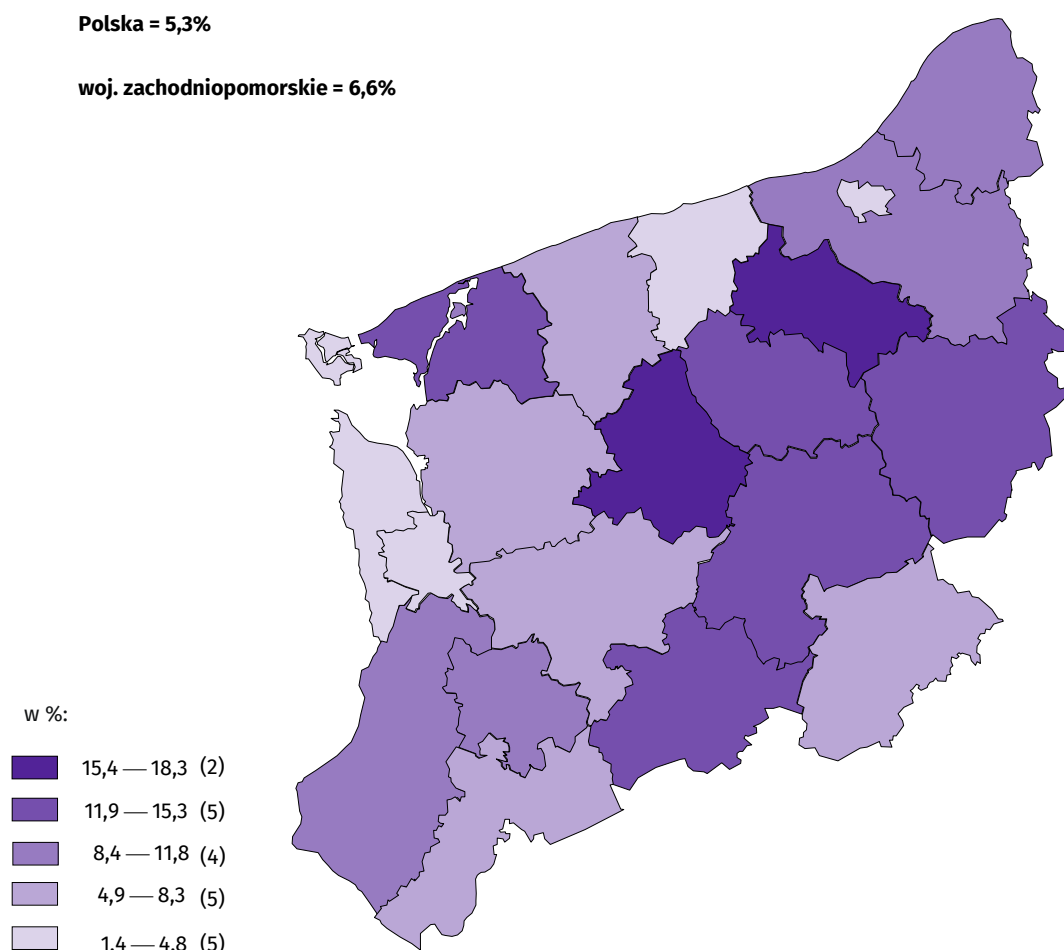 Polska = 5,3%
woj. zachodniopomorskie = 6,6%
w %:
15,4 — 18,3 (2)
11,9 — 15,3 (5)
8,4 — 11,8 (4)
4,9 — 8,3 (5)
1,4 — 4,8 (5)